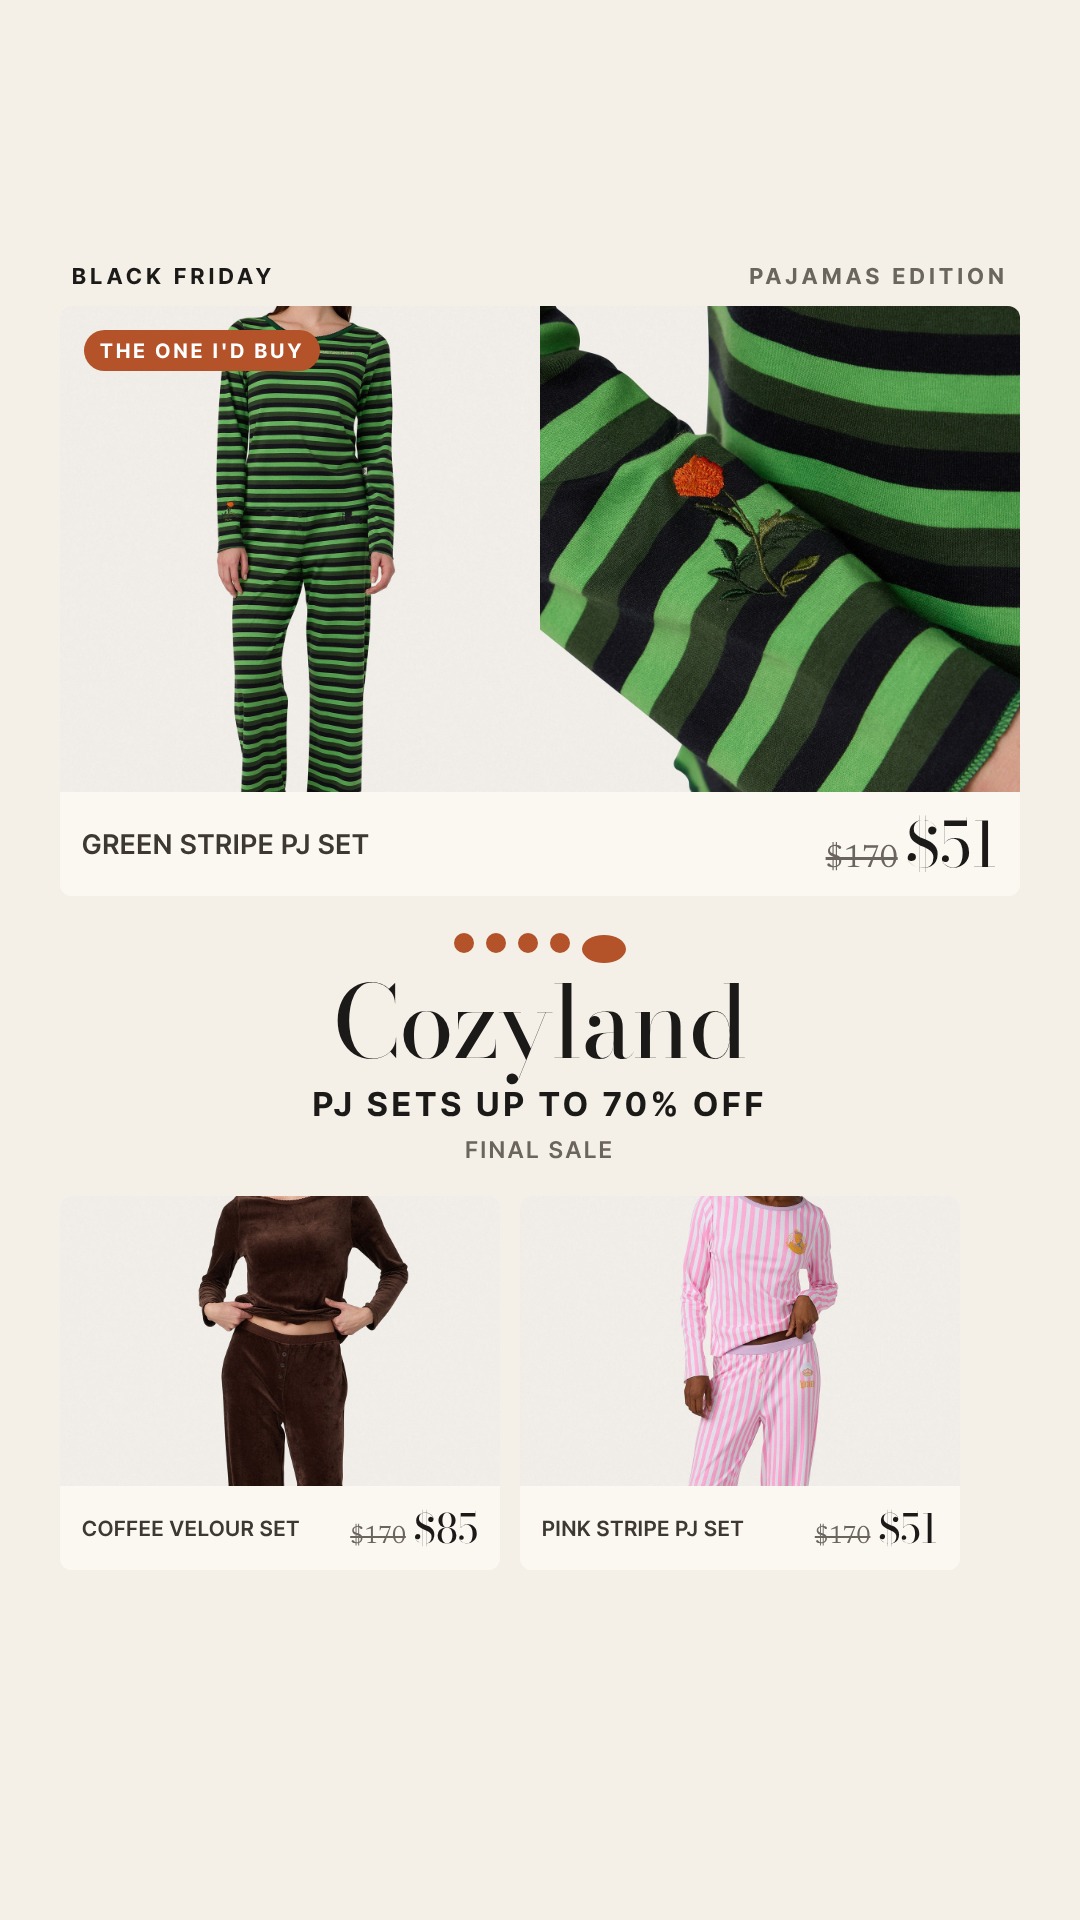 BLACK FRIDAY
PAJAMAS EDITION
THE ONE I'D BUY
GREEN STRIPE PJ SET
$170 $51
Cozyland
PJ SETS UP TO 70% OFF
FINAL SALE
COFFEE VELOUR SET
$170 $85
PINK STRIPE PJ SET
$170 $51